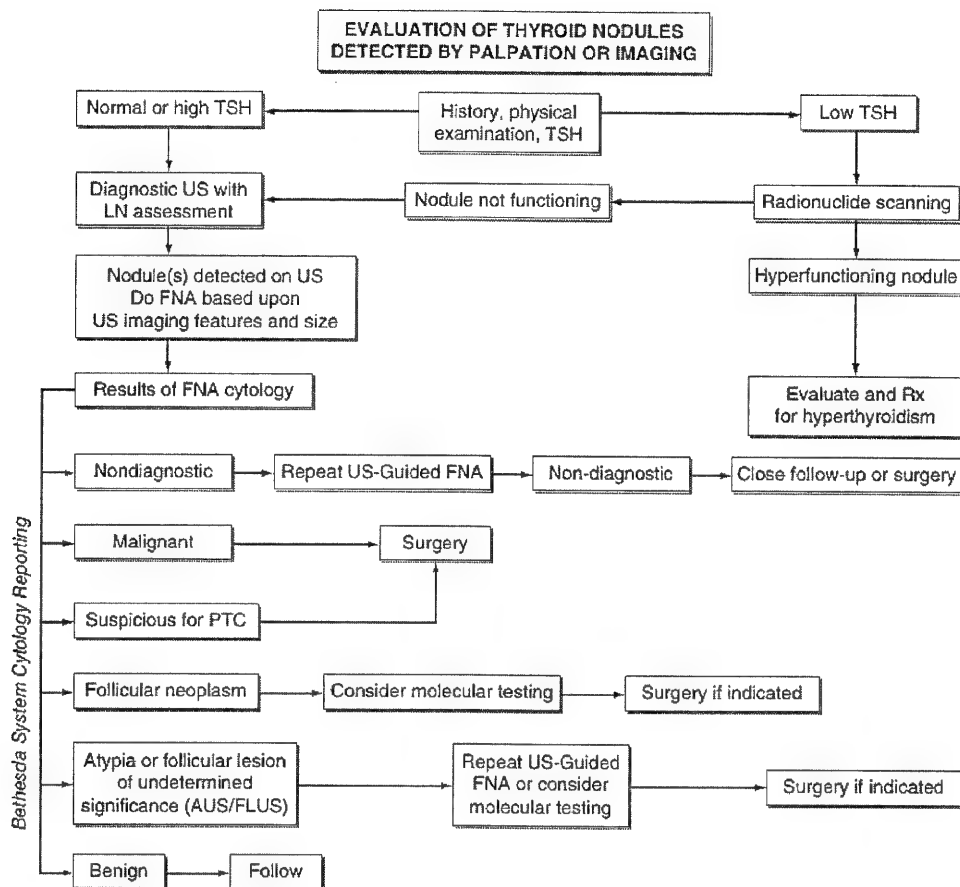 EVALUATION OF THYROID NODULES
DETECTED BY PALPATION OR IMAGING
Normal or high TSH
History, physical
examination, TSH
Low TSH
Diagnostic US with
LN assessment
Nodule not functioning
Radionuclide scanning
Nodule(s) detected on US
Do FNA based upon
US imaging features and size
Hyperfunctioning nodule
Results of FNA cytology
Evaluate and Rx
for hyperthyroidism
Bethesda System Cytology Reporting
Nondiagnostic
Repeat US-Guided FNA
Non-diagnostic
Close follow-up or surgery
Malignant
Surgery
Suspicious for PTC
Follicular neoplasm
Consider molecular testing
Surgery if indicated
Atypia or follicular lesion
of undetermined
significance (AUS/FLUS)
Repeat US-Guided
FNA or consider
molecular testing
Surgery if indicated
Benign
Follow